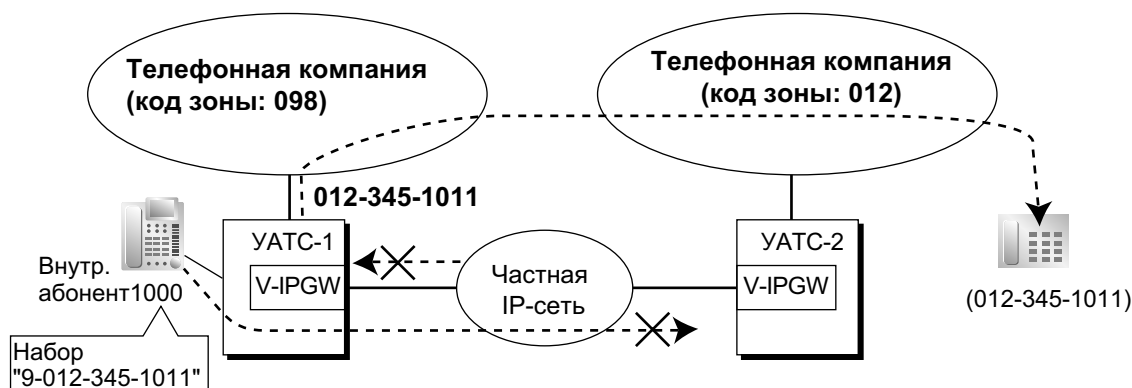 Телефонная компания
(код зоны: 098)
Телефонная компания
(код зоны: 012)
012-345-1011
УАТС-1
УАТС-2
V-IPGW
V-IPGW
Частная
IP-сеть
Внутр.
абонент1000
(012-345-1011)
Набор
"9-012-345-1011"